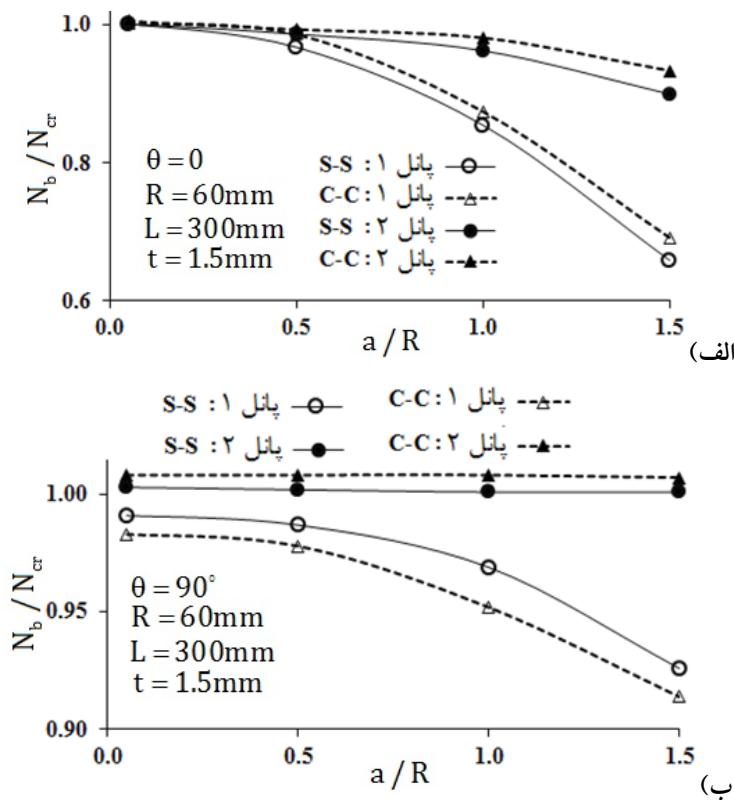 1.0
0.8
0.6
N_b / N_cr
θ = 0
R = 60mm
L = 300mm
t = 1.5mm
پانل ۱ : S-S
پانل ۱ : C-C
پانل ۲ : S-S
پانل ۲ : C-C
0.0 0.5 1.0 1.5
a / R
الف)
پانل ۱ : S-S
پانل ۱ : C-C
پانل ۲ : S-S
پانل ۲ : C-C
1.00
0.95
0.90
N_b / N_cr
θ = 90°
R = 60mm
L = 300mm
t = 1.5mm
0.0 0.5 1.0 1.5
a / R
ب)